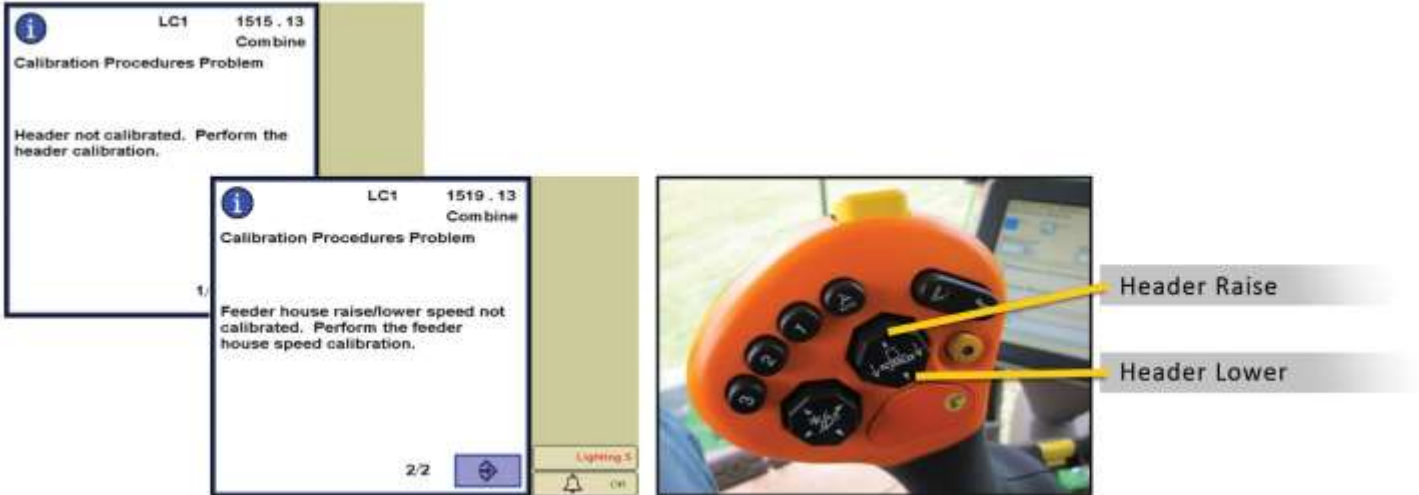 LC1 1515 . 13
Combine
Calibration Procedures Problem
Header not calibrated. Perform the
header calibration.
1/
LC1 1519 . 13
Combine
Calibration Procedures Problem
Feeder house raise/lower speed not
calibrated. Perform the feeder
house speed calibration.
2/2
Lighting S
Off
A
1
2
3
Header Raise
Header Lower